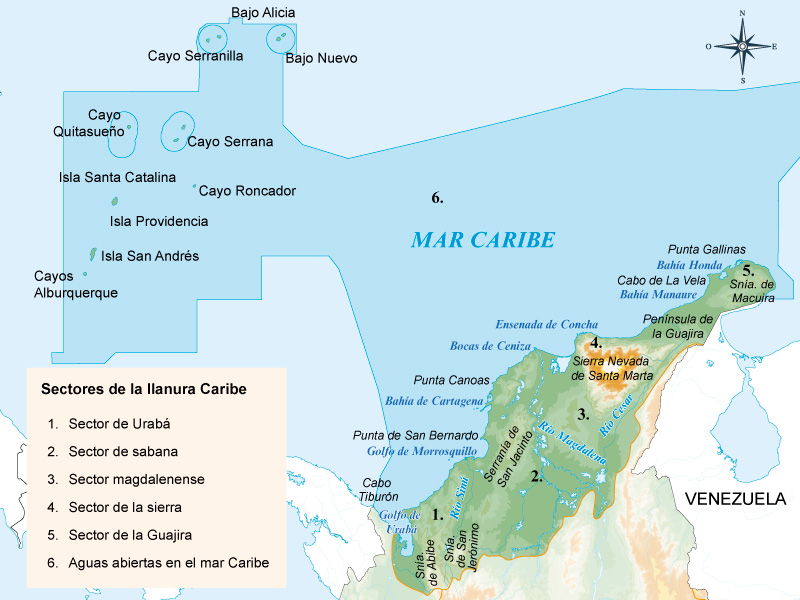 Bajo Alicia
Cayo Serranilla
Bajo Nuevo
N
O
E
S
Cayo
Quitasueño
Cayo Serrana
Isla Santa Catalina
Cayo Roncador
Isla Providencia
6.
MAR CARIBE
Isla San Andrés
Cayos
Alburquerque
Punta Gallinas
Bahía Honda
5.
Cabo de La Vela
Snía. de
Macuira
Bahía Manaure
Península de
la Guajira
Ensenada de Concha
Bocas de Ceniza
4.
Sierra Nevada
de Santa Marta
Punta Canoas
Bahía de Cartagena
3.
Río Cesar
Río Magdalena
Punta de San Bernardo
Golfo de Morrosquillo
Serranía de
San Jacinto
2.
Cabo
Tiburón
Río Sinú
Golfo de
Urabá
1.
Snía.
de Abibe
Snía.
de San
Jerónimo
VENEZUELA
Sectores de la llanura Caribe
1. Sector de Urabá
2. Sector de sabana
3. Sector magdalenense
4. Sector de la sierra
5. Sector de la Guajira
6. Aguas abiertas en el mar Caribe